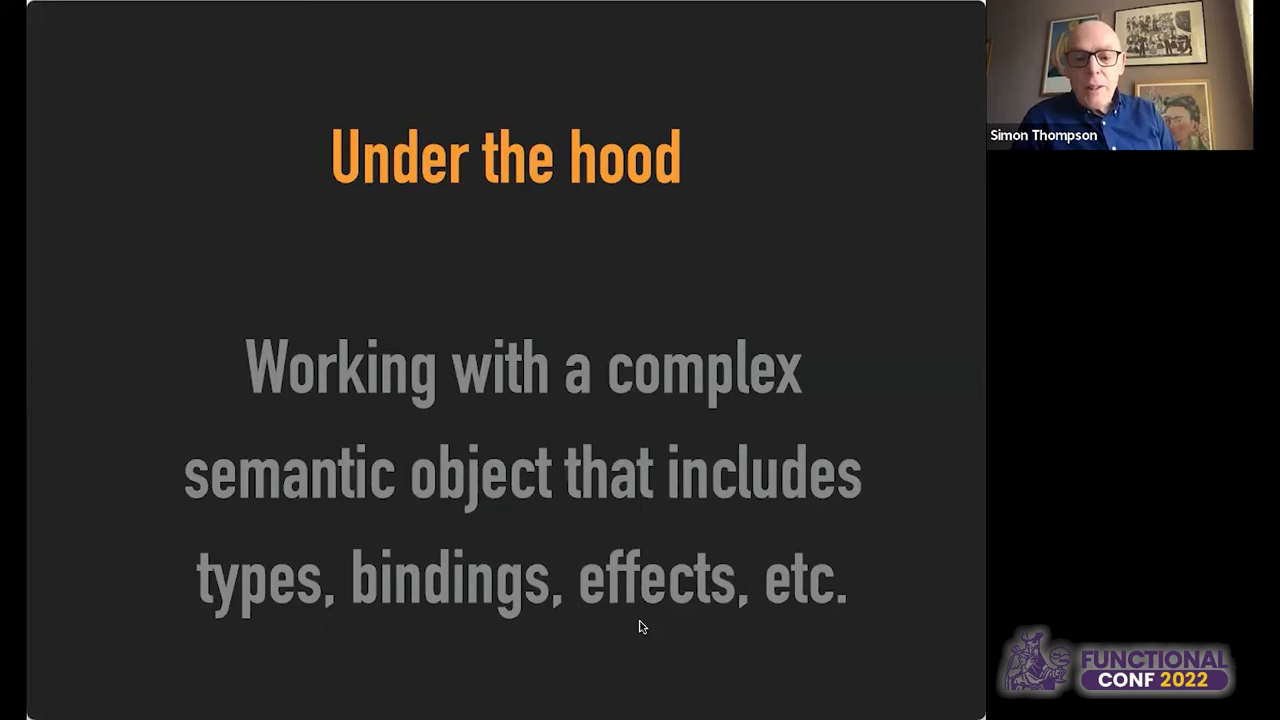 Under the hood
Working with a complex
semantic object that includes
types, bindings, effects, etc.
Simon Thompson
FUNCTIONAL
CONF 2022